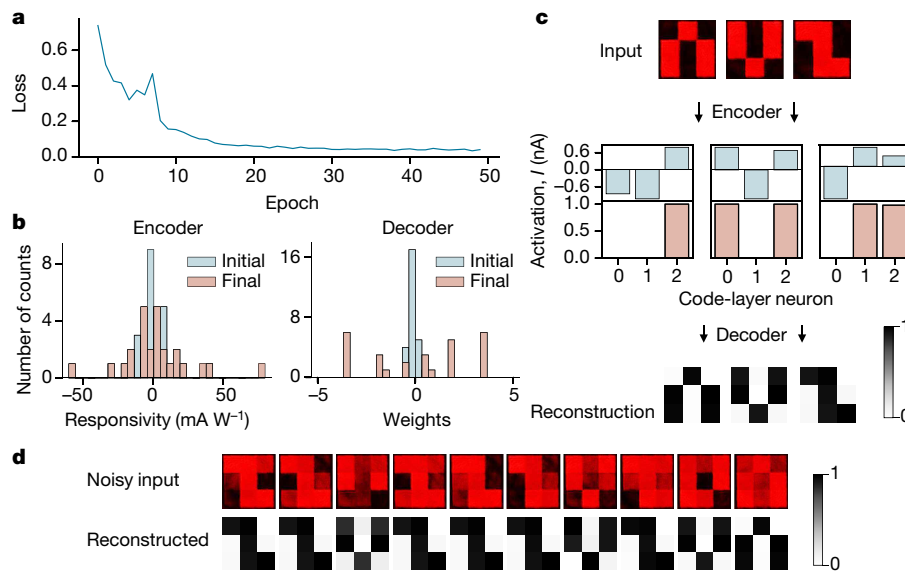 a
Loss
0.6
0.4
0.2
0.0
0 10 20 30 40 50
Epoch
b
Encoder
Number of counts
8
4
0
Initial
Final
−50 0 50
Responsivity (mA W⁻¹)
Decoder
16
8
0
Initial
Final
−5 0 5
Weights
c
Input
Encoder
Activation, I (nA)
0.6
0.0
−0.6
1.0
0.5
0.0
0 1 2 0 1 2 0 1 2
Code-layer neuron
Decoder
1
0
Reconstruction
d
Noisy input
Reconstructed
1
0